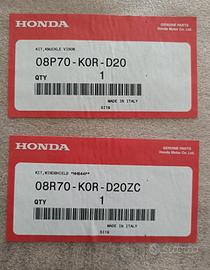 HONDA
GENUINE PARTS
Honda Motor Co., Ltd.
KIT,KNUCKLE VISOR
08P70-K0R-D20
QTY 1
MADE IN ITALY
HONDA
GENUINE PARTS
Honda Motor Co., Ltd.
KIT,WINDSHIELD *NHB44P*
08R70-K0R-D20ZC
QTY 1
MADE IN ITALY